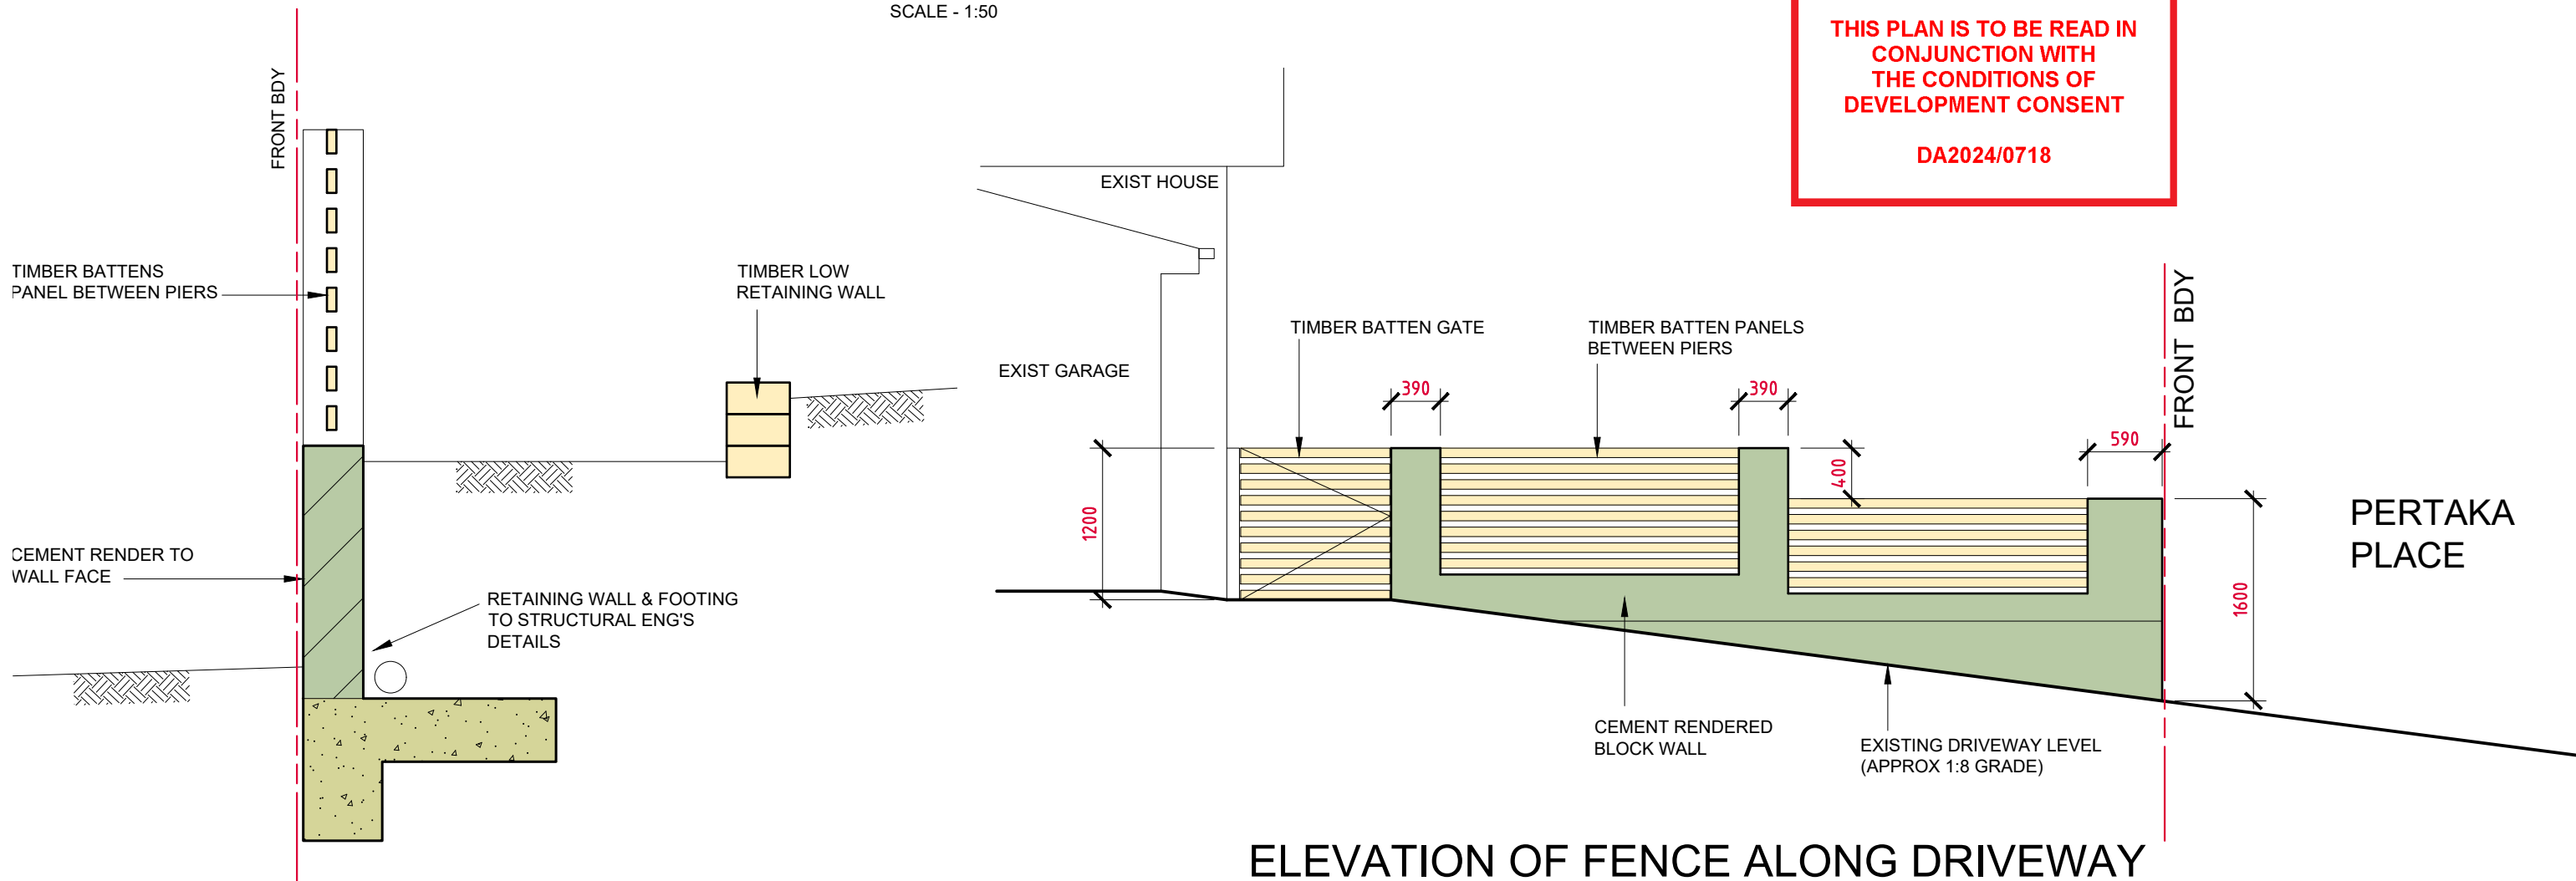 SCALE - 1:50
THIS PLAN IS TO BE READ IN
CONJUNCTION WITH
THE CONDITIONS OF
DEVELOPMENT CONSENT
DA2024/0718
FRONT BDY
TIMBER BATTENS
PANEL BETWEEN PIERS
TIMBER LOW
RETAINING WALL
CEMENT RENDER TO
WALL FACE
RETAINING WALL & FOOTING
TO STRUCTURAL ENG'S
DETAILS
EXIST HOUSE
EXIST GARAGE
TIMBER BATTEN GATE
TIMBER BATTEN PANELS
BETWEEN PIERS
390
390
400
590
1200
1600
FRONT BDY
PERTAKA
PLACE
CEMENT RENDERED
BLOCK WALL
EXISTING DRIVEWAY LEVEL
(APPROX 1:8 GRADE)
ELEVATION OF FENCE ALONG DRIVEWAY